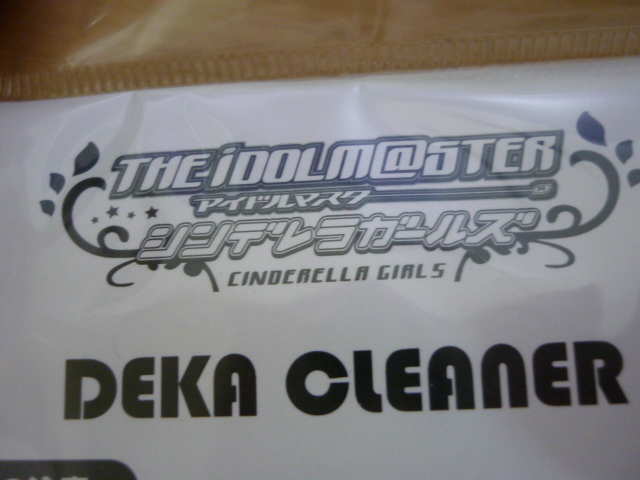 THE iDOLM@STER
アイドルマスター
シンデレラガールズ
CINDERELLA GIRLS
DEKA CLEANER